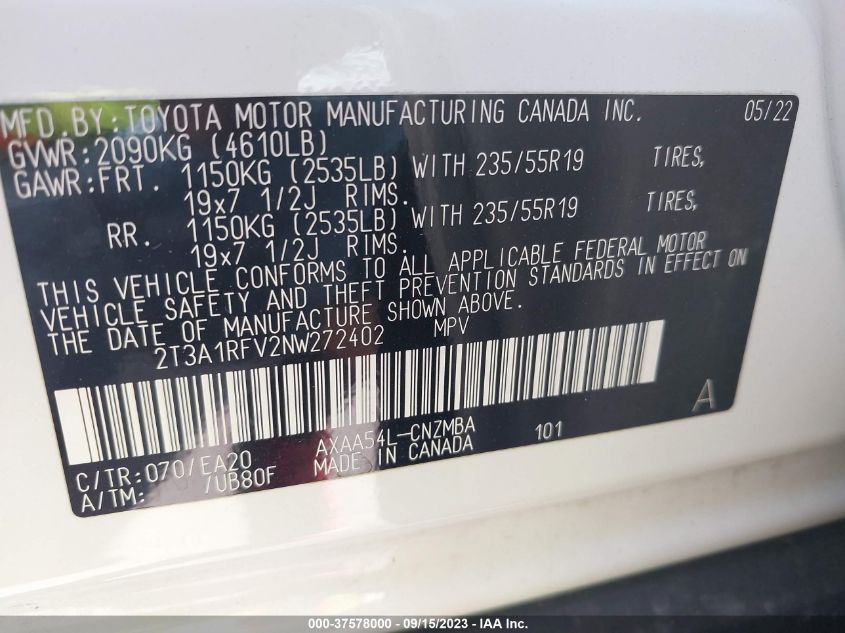 MFD.BY:TOYOTA MOTOR MANUFACTURING CANADA INC. 05/22
GVWR:2090KG (4610LB)
GAWR:FRT. 1150KG (2535LB) WITH 235/55R19 TIRES,
19x7 1/2J RIMS.
RR. 1150KG (2535LB) WITH 235/55R19 TIRES,
19x7 1/2J RIMS.
THIS VEHICLE CONFORMS TO ALL APPLICABLE FEDERAL MOTOR
VEHICLE SAFETY AND THEFT PREVENTION STANDARDS IN EFFECT ON
THE DATE OF MANUFACTURE SHOWN ABOVE.
2T3A1RFV2NW272402 MPV
A
C/TR:070/EA20 AXAA54L-CNZMBA 101
A/TM: /UB80F MADE IN CANADA
000-37578000 - 09/15/2023 - IAA Inc.